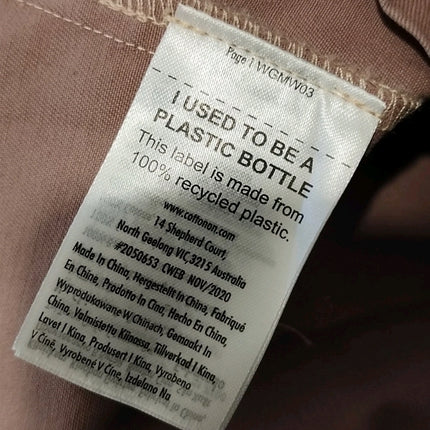 Page 1 WGMW03
I USED TO BE A
PLASTIC BOTTLE
This label is made from
100% recycled plastic.
www.cottonon.com
14 Shepherd Court,
North Geelong VIC,3215 Australia
#2050653 CWEB NOV/2020
Made In China, Hergestellt In China, Fabriqué
En Chine, Prodotto In Cina, Hecho En China,
Wyprodukowane W Chinach, Gemaakt In
China, Valmistettu Kiinassa, Tillverkad I Kina,
Lavet I Kina, Produsert I Kina, Vyrobeno
V Číně, Vyrobené V Číne, Izdelano Na